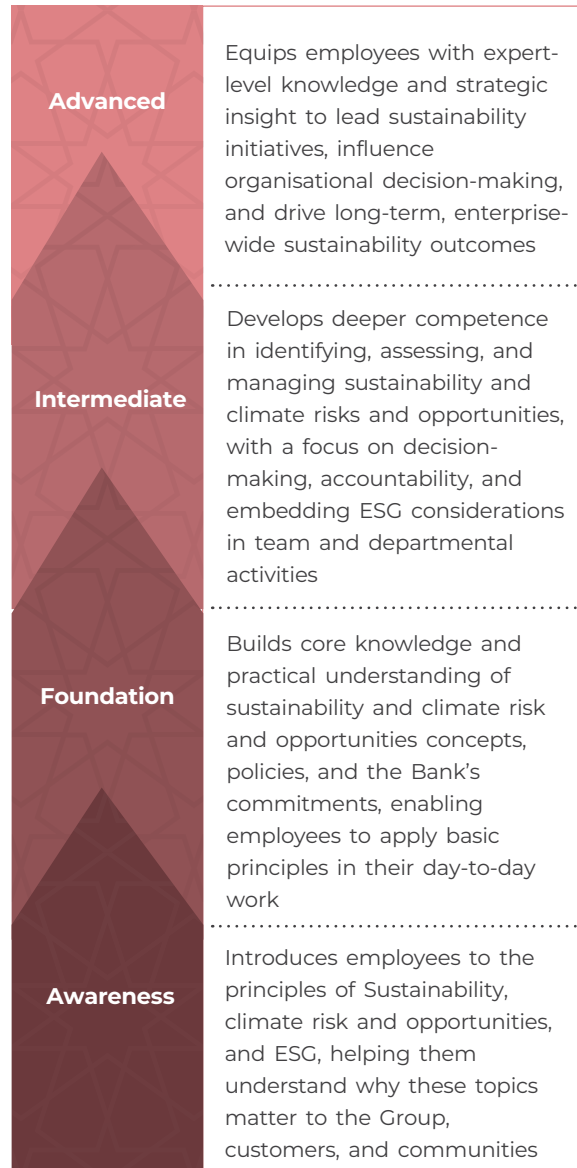 Advanced
Equips employees with expert-
level knowledge and strategic
insight to lead sustainability
initiatives, influence
organisational decision-making,
and drive long-term, enterprise-
wide sustainability outcomes
Intermediate
Develops deeper competence
in identifying, assessing, and
managing sustainability and
climate risks and opportunities,
with a focus on decision-
making, accountability, and
embedding ESG considerations
in team and departmental
activities
Foundation
Builds core knowledge and
practical understanding of
sustainability and climate risk
and opportunities concepts,
policies, and the Bank’s
commitments, enabling
employees to apply basic
principles in their day-to-day
work
Awareness
Introduces employees to the
principles of Sustainability,
climate risk and opportunities,
and ESG, helping them
understand why these topics
matter to the Group,
customers, and communities